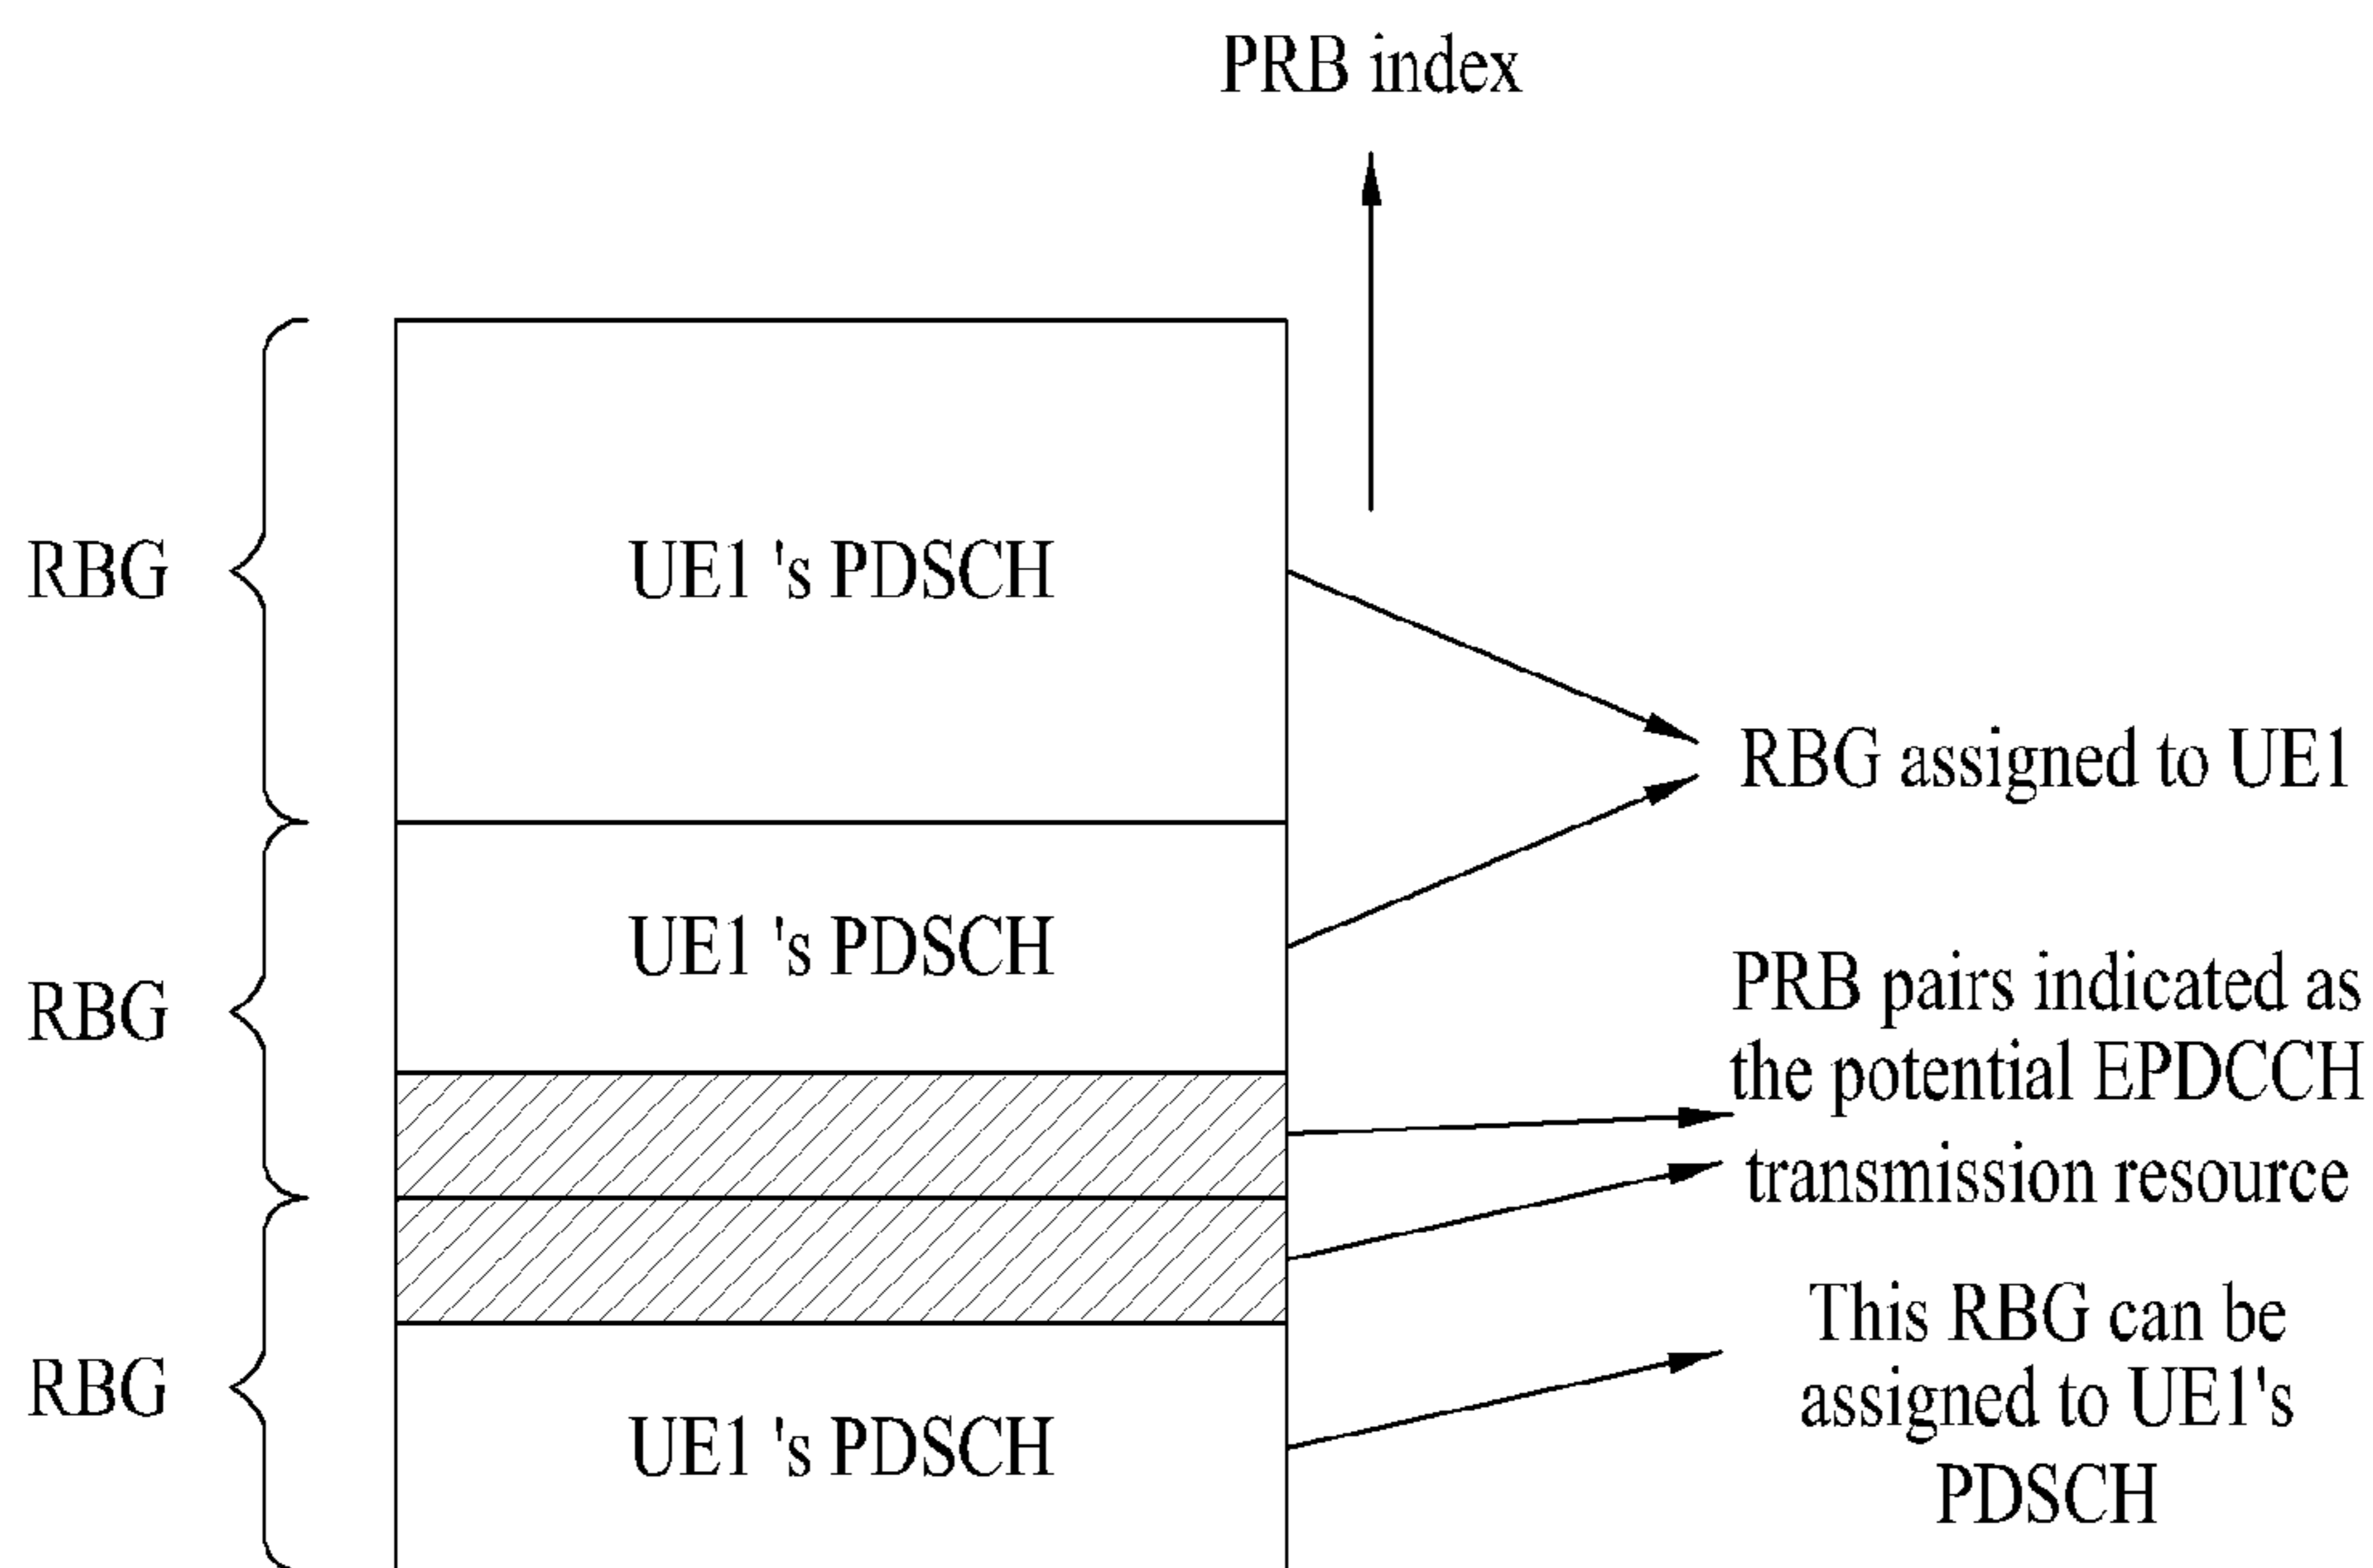 PRB index
RBG
UE1 's PDSCH
RBG assigned to UE1
RBG
UE1 's PDSCH
PRB pairs indicated as
the potential EPDCCH
transmission resource
RBG
UE1 's PDSCH
This RBG can be
assigned to UE1's
PDSCH